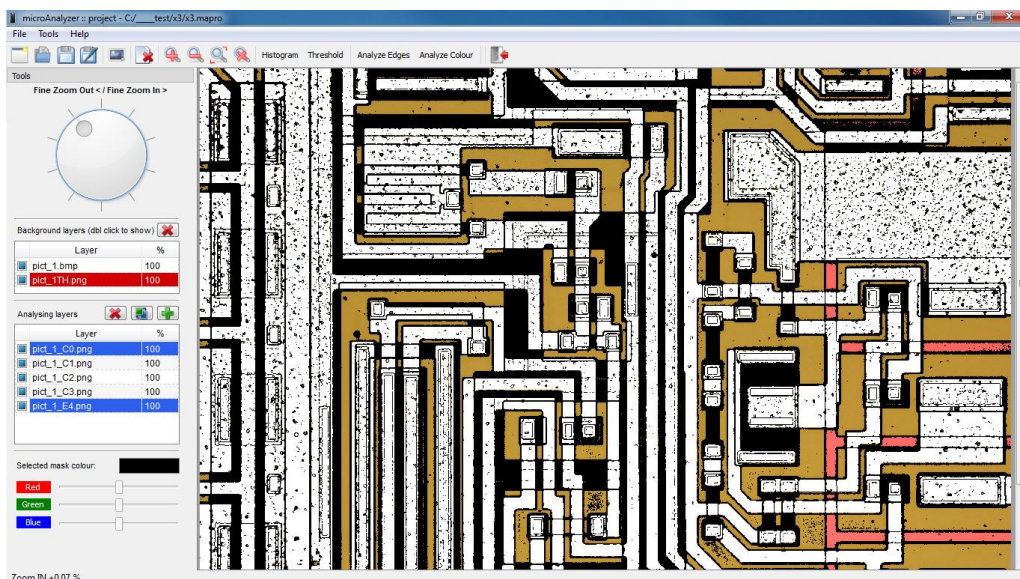 microAnalyzer :: project - C:/____test/x3/x3.mapro
File Tools Help
Histogram Threshold Analyze Edges Analyze Colour
Tools
Fine Zoom Out < / Fine Zoom In >
Background layers (dbl click to show)
Layer %
pict_1.bmp 100
pict_1TH.png 100
Analysing layers
Layer %
pict_1_C0.png 100
pict_1_C1.png 100
pict_1_C2.png 100
pict_1_C3.png 100
pict_1_E4.png 100
Selected mask colour:
Red
Green
Blue
Zoom IN +0.07 %